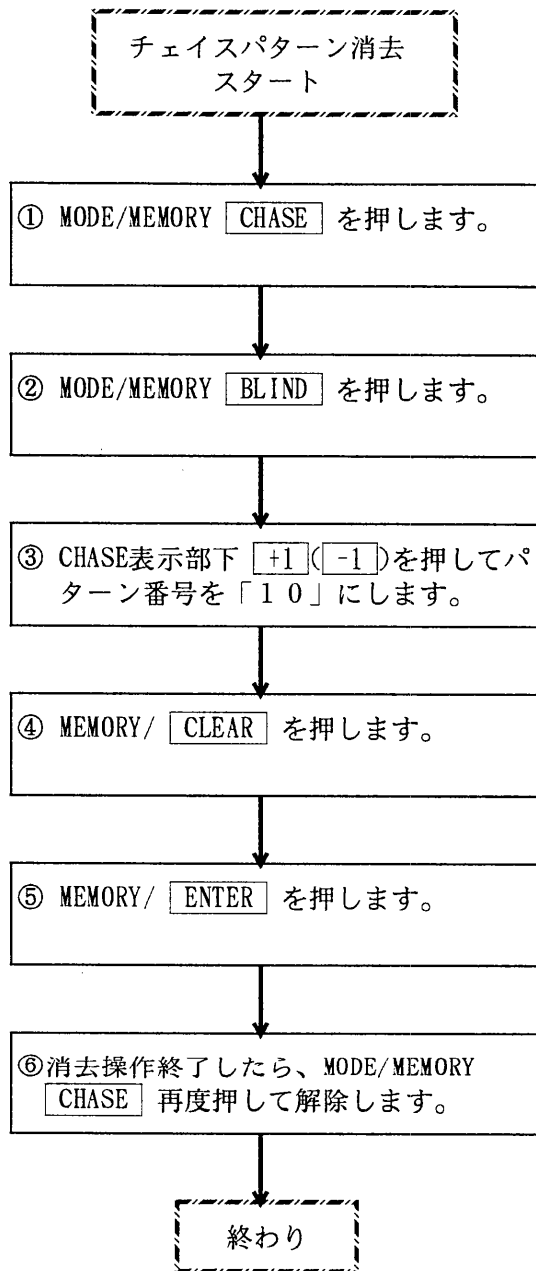 チェイスパターン消去
スタート
① MODE/MEMORY CHASE を押します。
② MODE/MEMORY BLIND を押します。
③ CHASE表示部下 +1 (-1)を押してパ
ターン番号を「１０」にします。
④ MEMORY/ CLEAR を押します。
⑤ MEMORY/ ENTER を押します。
⑥消去操作終了したら、MODE/MEMORY
CHASE 再度押して解除します。
終わり